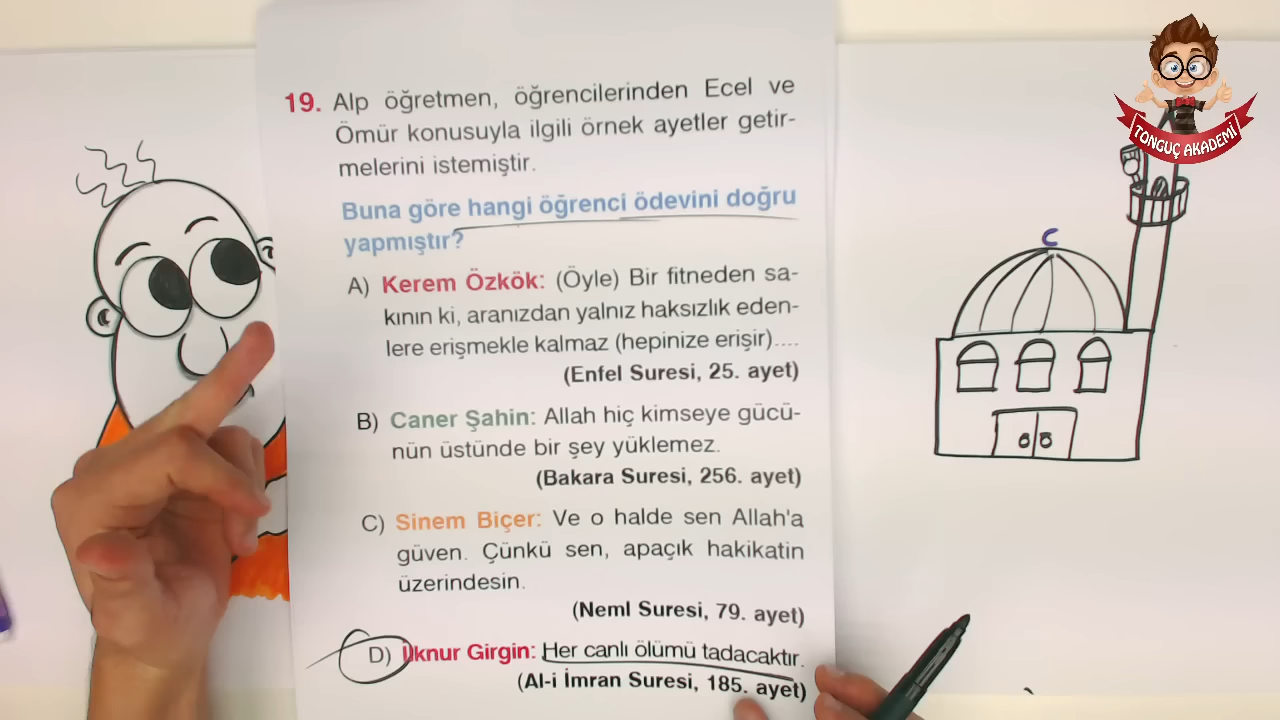 19. Alp öğretmen, öğrencilerinden Ecel ve
Ömür konusuyla ilgili örnek ayetler getir-
melerini istemiştir.
Buna göre hangi öğrenci ödevini doğru
yapmıştır?
A) Kerem Özkök: (Öyle) Bir fitneden sa-
kının ki, aranızdan yalnız haksızlık eden-
lere erişmekle kalmaz (hepinize erişir)....
(Enfel Suresi, 25. ayet)
B) Caner Şahin: Allah hiç kimseye gücü-
nün üstünde bir şey yüklemez.
(Bakara Suresi, 256. ayet)
C) Sinem Biçer: Ve o halde sen Allah'a
güven. Çünkü sen, apaçık hakikatin
üzerindesin.
(Neml Suresi, 79. ayet)
D) İlknur Girgin: Her canlı ölümü tadacaktır.
(Al-i İmran Suresi, 185. ayet)
TONGUÇ AKADEMİ